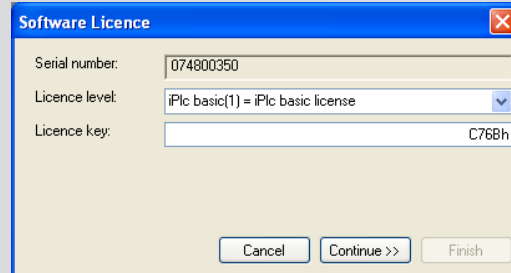 Software Licence
Serial number: 074800350
Licence level: iPlc basic(1) = iPlc basic license
Licence key: C76Bh
Cancel Continue >> Finish